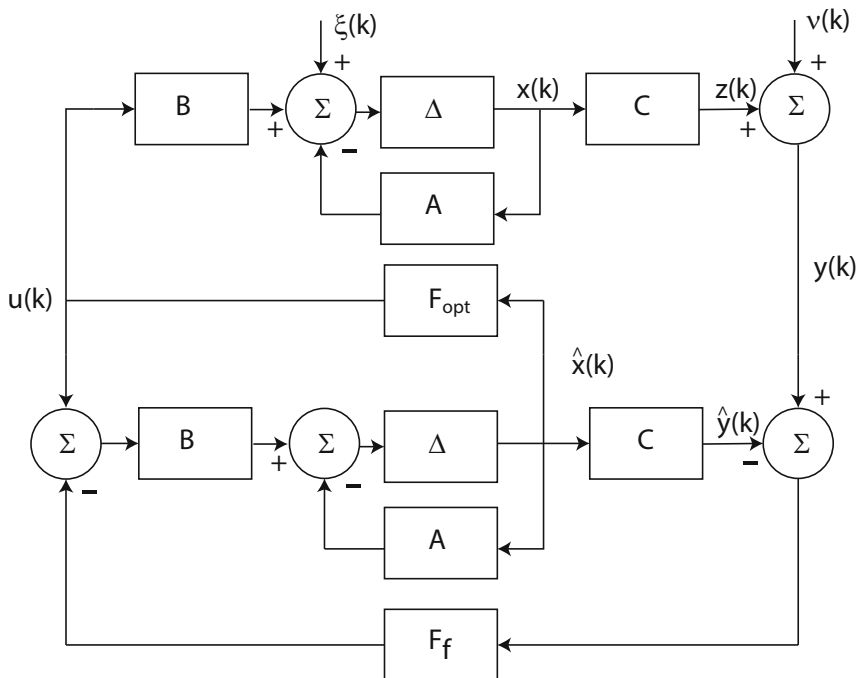 ξ(k)
ν(k)
+
+
B
+
Σ
Δ
x(k)
C
z(k)
+
Σ
−
A
u(k)
F_opt
y(k)
x̂(k)
+
Σ
B
+
Σ
Δ
C
ŷ(k)
−
Σ
−
−
A
F_f